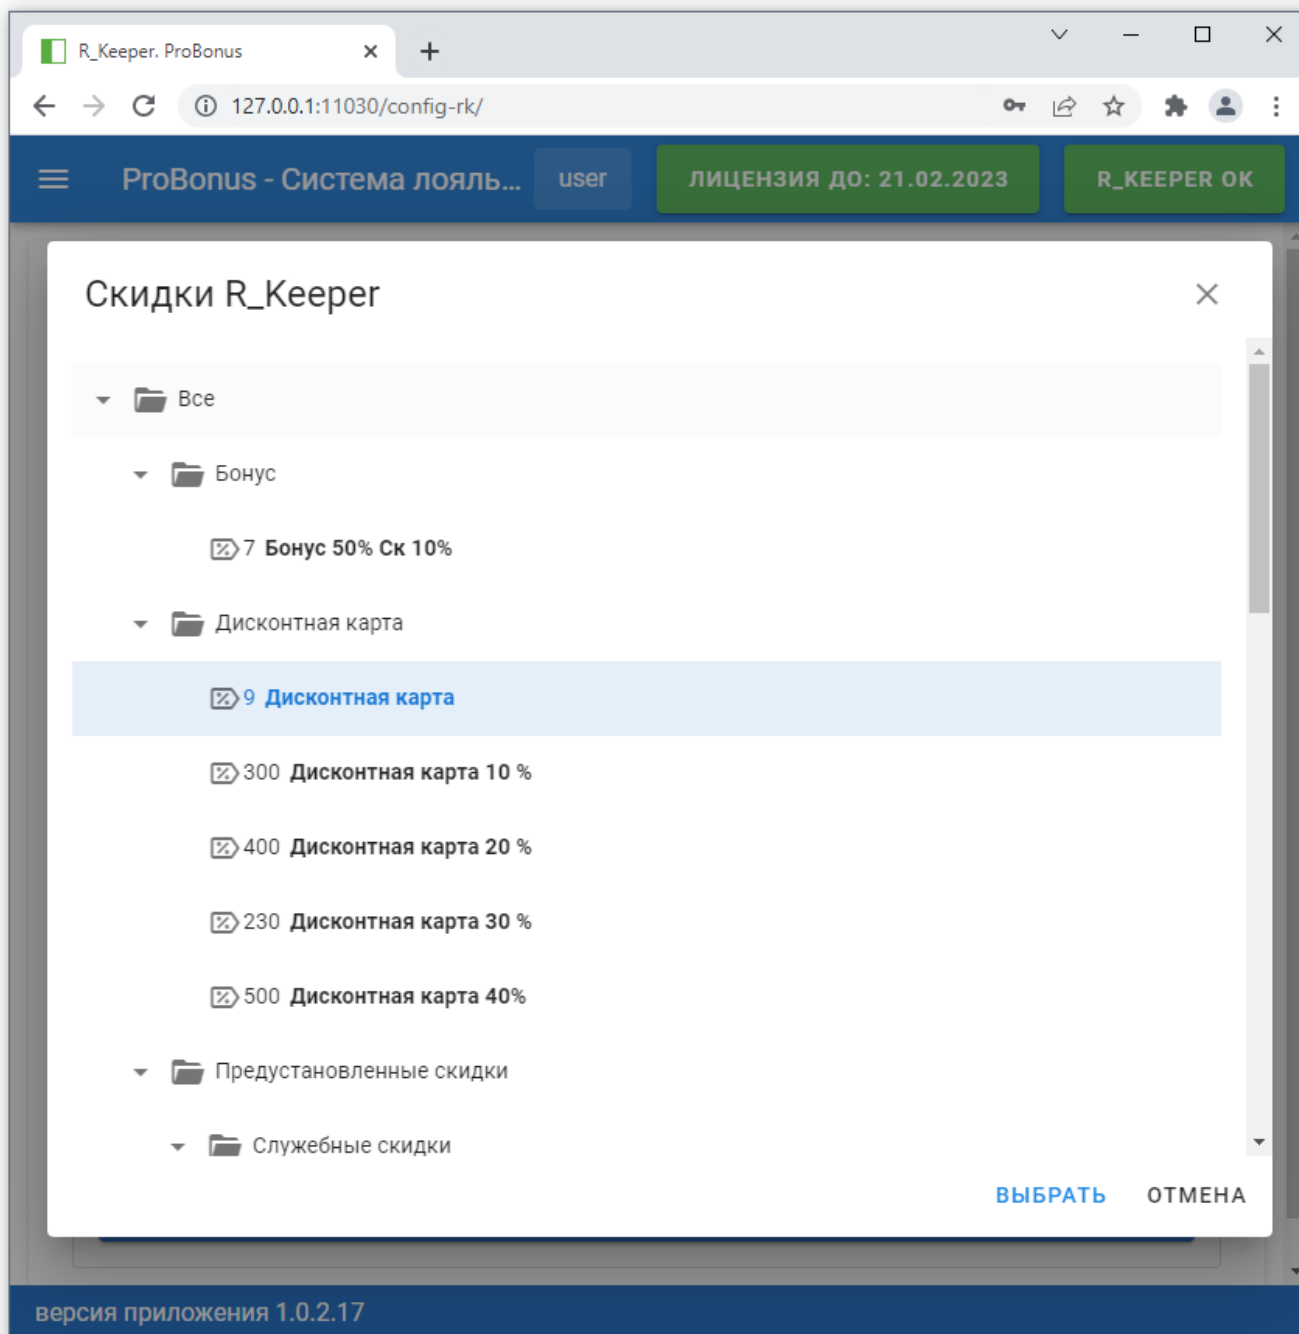 R_Keeper. ProBonus
127.0.0.1:11030/config-rk/
ProBonus - Система лояль... user ЛИЦЕНЗИЯ ДО: 21.02.2023 R_KEEPER OK
Скидки R_Keeper
Все
Бонус
7 Бонус 50% Ск 10%
Дисконтная карта
9 Дисконтная карта
300 Дисконтная карта 10 %
400 Дисконтная карта 20 %
230 Дисконтная карта 30 %
500 Дисконтная карта 40%
Предустановленные скидки
Служебные скидки
ВЫБРАТЬ ОТМЕНА
версия приложения 1.0.2.17